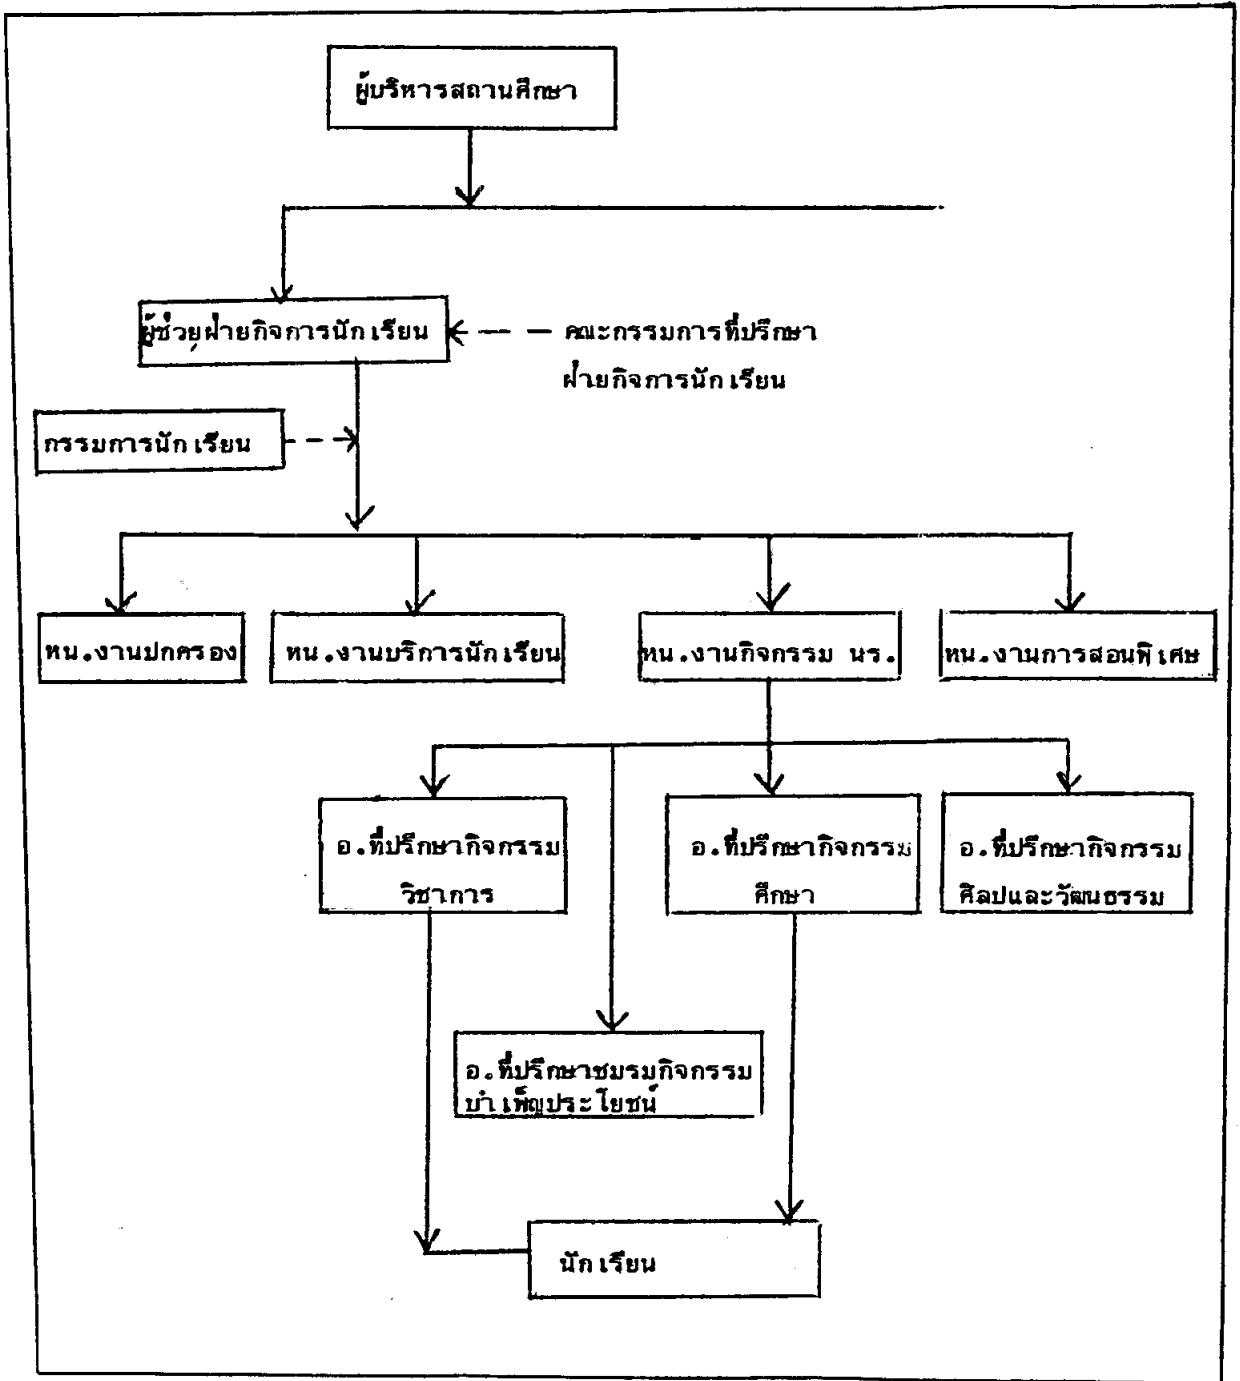 ผู้บริหารสถานศึกษา
ผู้ช่วยฝ่ายกิจการนักเรียน
คณะกรรมการที่ปรึกษา
ฝ่ายกิจการนักเรียน
กรรมการนักเรียน
หน.งานปกครอง
หน.งานบริการนักเรียน
หน.งานกิจกรรม นร.
หน.งานการสอนพิเศษ
อ.ที่ปรึกษากิจกรรม
วิชาการ
อ.ที่ปรึกษากิจกรรม
ศึกษา
อ.ที่ปรึกษากิจกรรม
ศิลปและวัฒนธรรม
อ.ที่ปรึกษาชมรมกิจกรรม
บำเพ็ญประโยชน์
นักเรียน